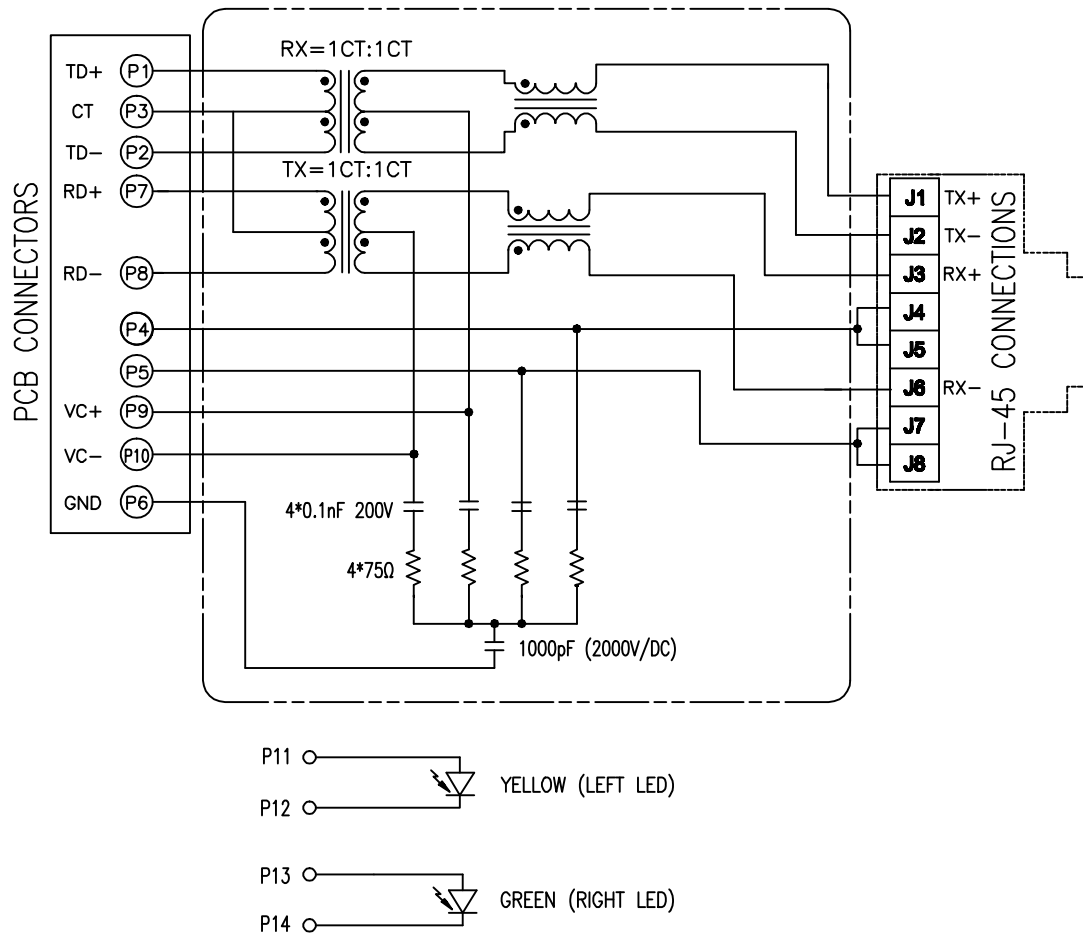 PCB CONNECTORS
TD+ P1
CT P3
TD- P2
RD+ P7
RD- P8
P4
P5
VC+ P9
VC- P10
GND P6
RX=1CT:1CT
TX=1CT:1CT
4*0.1nF 200V
4*75Ω
1000pF (2000V/DC)
J1 TX+
J2 TX-
J3 RX+
J4
J5
J6 RX-
J7
J8
RJ-45 CONNECTIONS
P11
P12
YELLOW (LEFT LED)
P13
P14
GREEN (RIGHT LED)